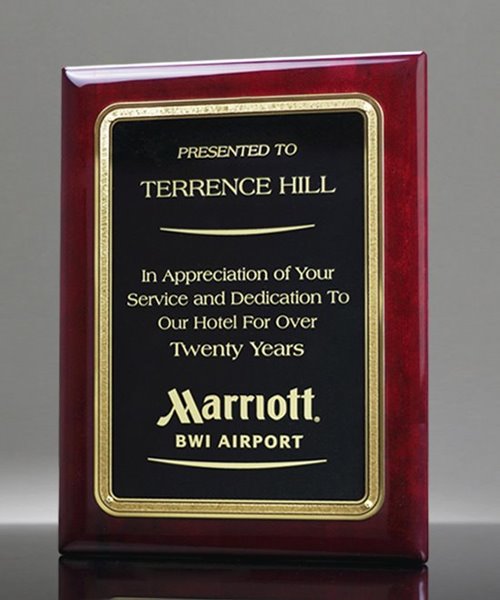 PRESENTED TO
TERRENCE HILL
In Appreciation of Your
Service and Dedication To
Our Hotel For Over
Twenty Years
Marriott.
BWI AIRPORT